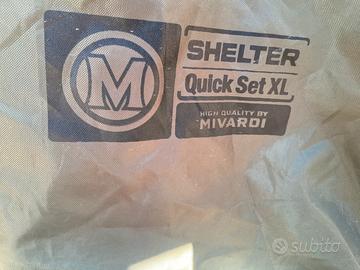 M
SHELTER
Quick Set XL
HIGH QUALITY BY
MIVARDI
subito